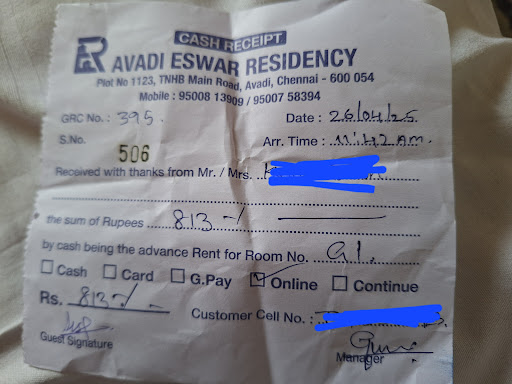 CASH RECEIPT
AVADI ESWAR RESIDENCY
Plot No 1123, TNHB Main Road, Avadi, Chennai - 600 054
Mobile : 95008 13909 / 95007 58394
GRC No. : 395. Date : 26/04/25.
S.No. 506 Arr. Time : 11:42 AM.
Received with thanks from Mr. / Mrs.
the sum of Rupees 813-/
by cash being the advance Rent for Room No. G1.
Cash Card G.Pay Online Continue
Rs. 813-/ Customer Cell No. :
Guest Signature
Manager